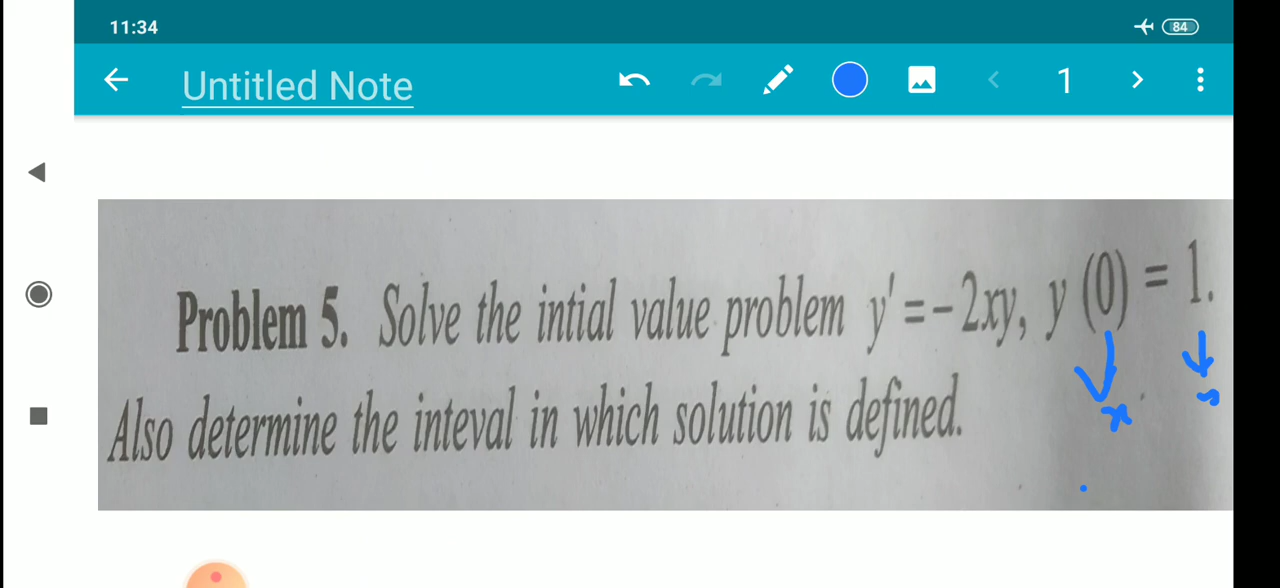 11:34
84
Untitled Note
1
Problem 5. Solve the intial value problem y' = – 2xy, y (0) = 1.
Also determine the inteval in which solution is defined.
x